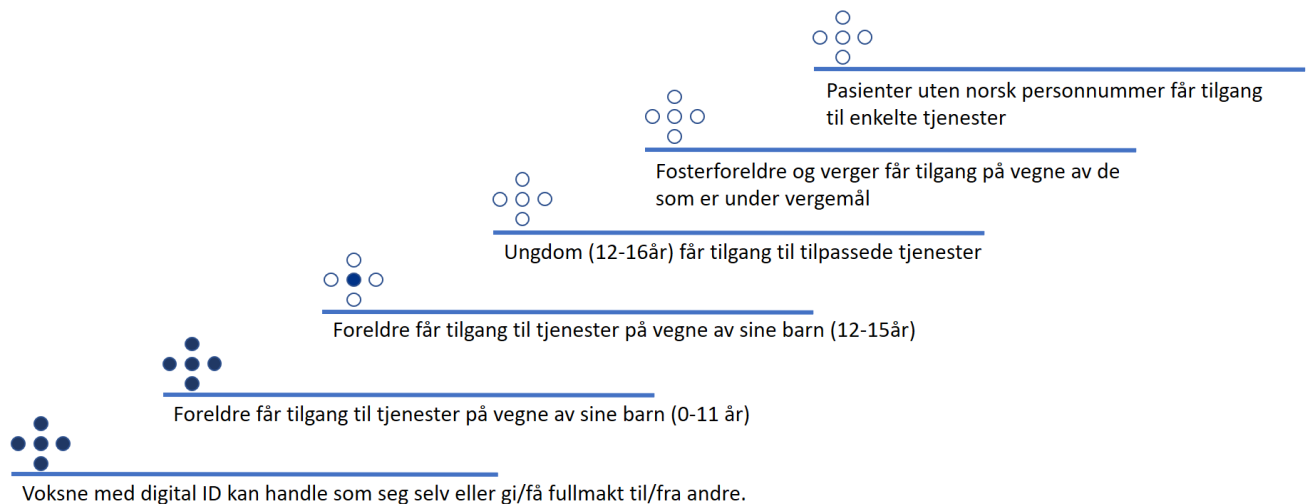 Pasienter uten norsk personnummer får tilgang
til enkelte tjenester
Fosterforeldre og verger får tilgang på vegne av de
som er under vergemål
Ungdom (12-16år) får tilgang til tilpassede tjenester
Foreldre får tilgang til tjenester på vegne av sine barn (12-15år)
Foreldre får tilgang til tjenester på vegne av sine barn (0-11 år)
Voksne med digital ID kan handle som seg selv eller gi/få fullmakt til/fra andre.